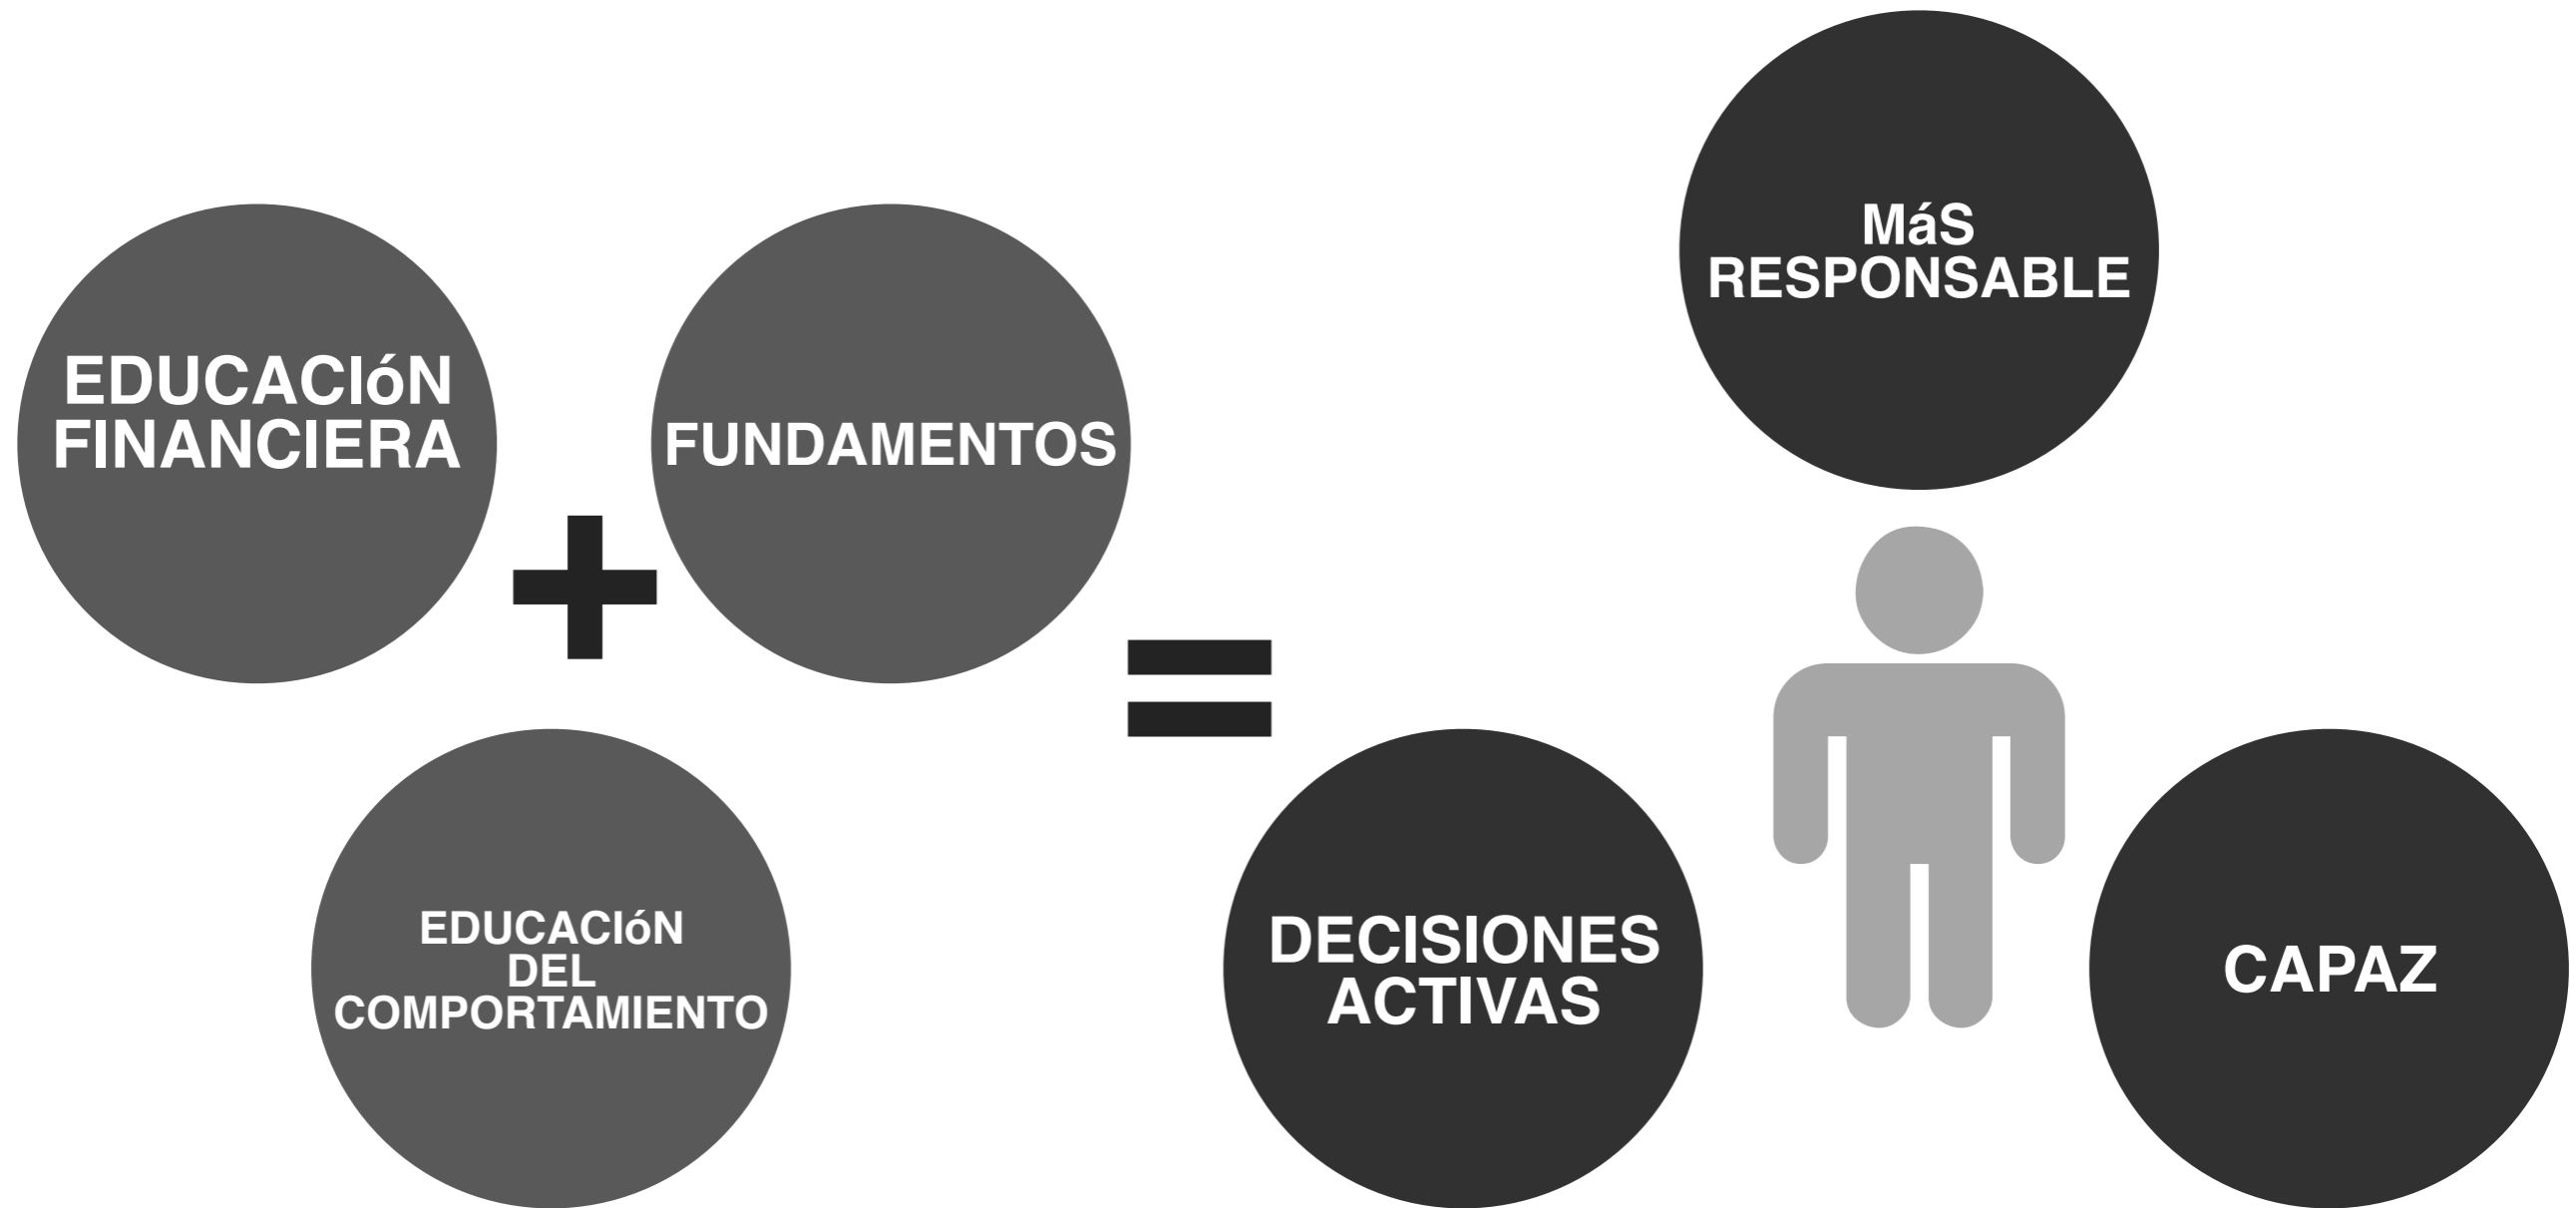 EDUCACIóN
FINANCIERA
+
FUNDAMENTOS
EDUCACIóN
DEL
COMPORTAMIENTO
=
MáS
RESPONSABLE
DECISIONES
ACTIVAS
CAPAZ